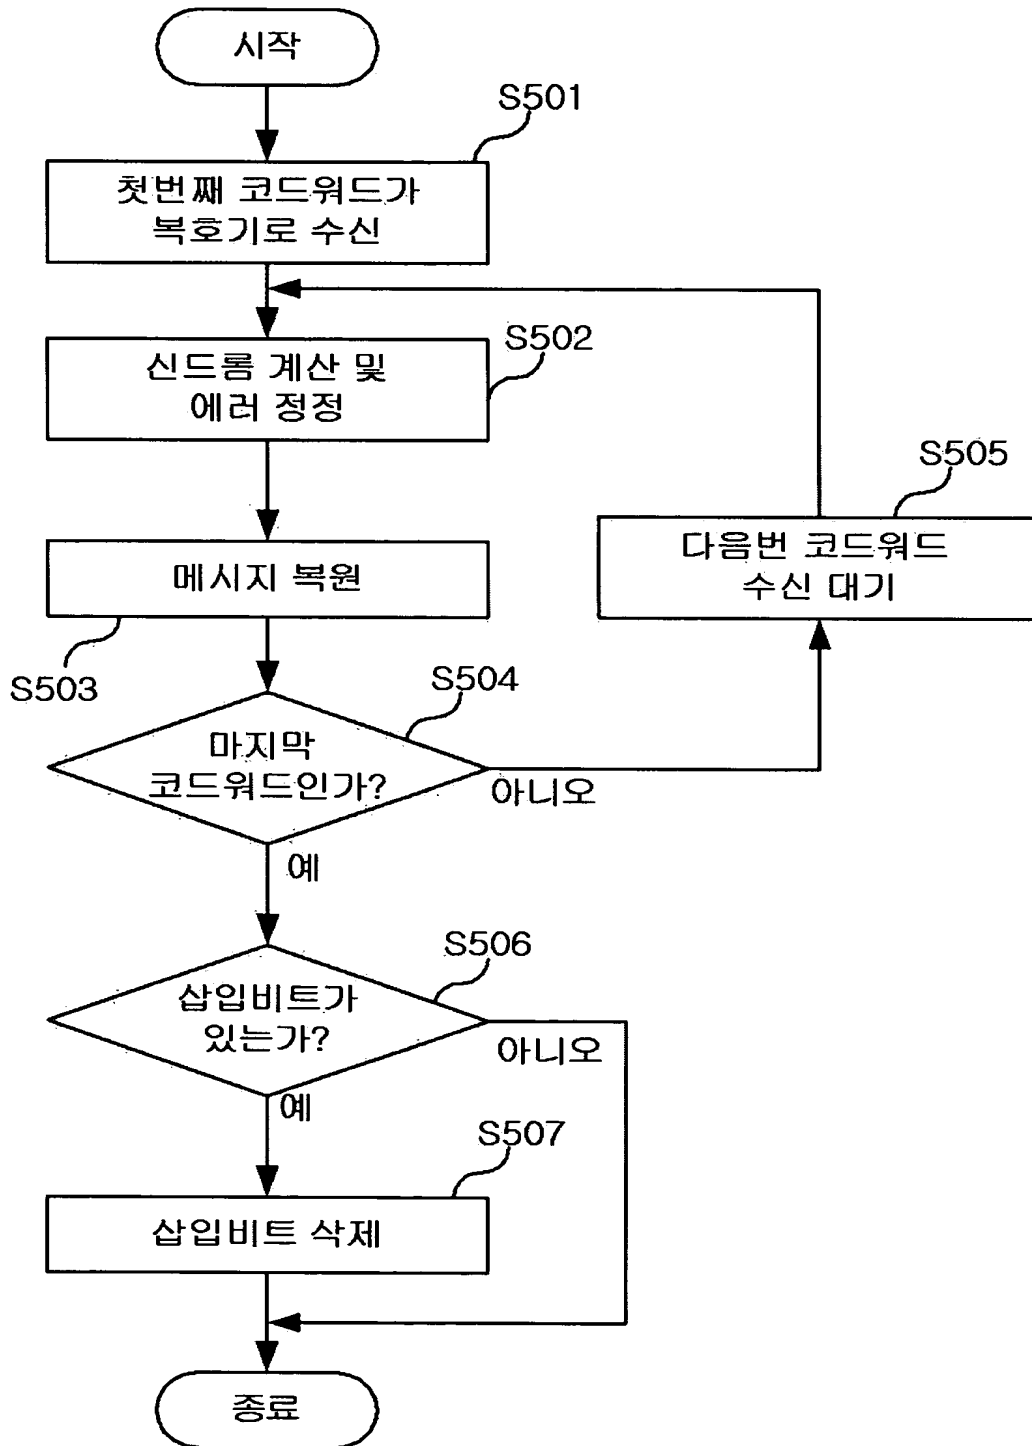 시작
S501
첫번째 코드워드가
복호기로 수신
S502
신드롬 계산 및
에러 정정
S505
다음번 코드워드
수신 대기
메시지 복원
S503
S504
마지막
코드워드인가?
아니오
예
S506
삽입비트가
있는가?
아니오
예
S507
삽입비트 삭제
종료